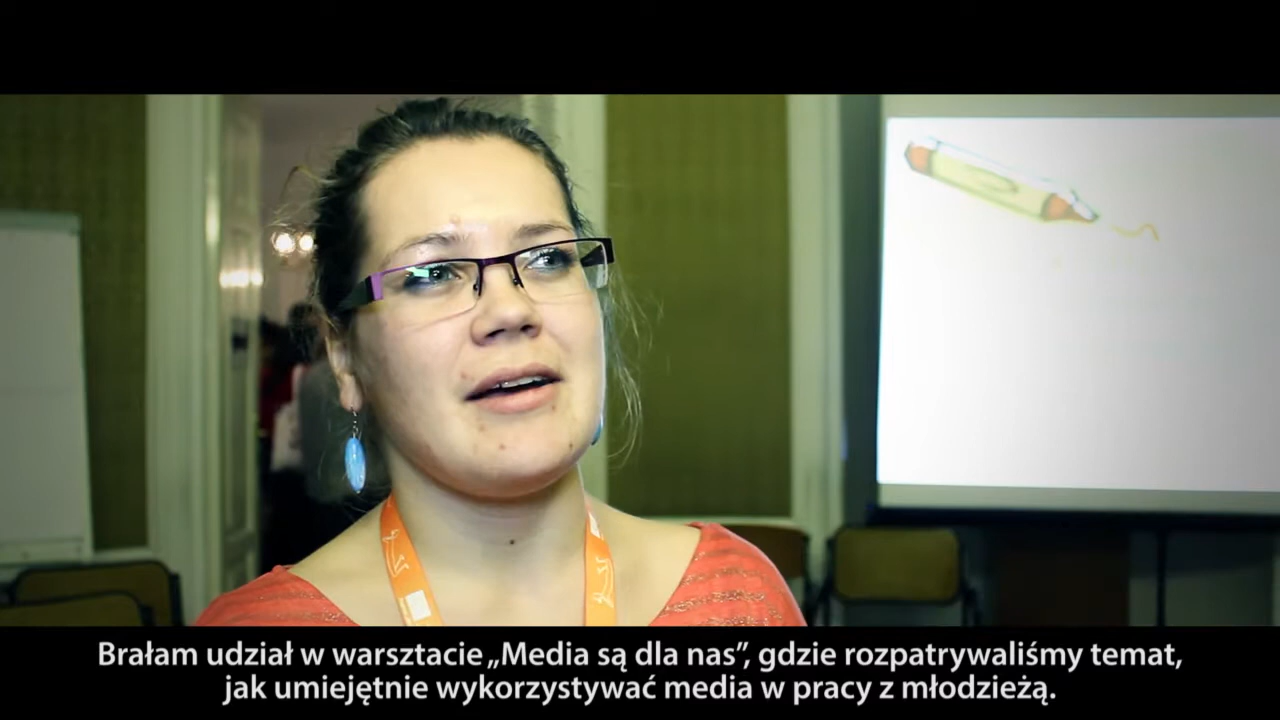 Brałam udział w warsztacie „Media są dla nas”, gdzie rozpatrywaliśmy temat,
jak umiejętnie wykorzystywać media w pracy z młodzieżą.